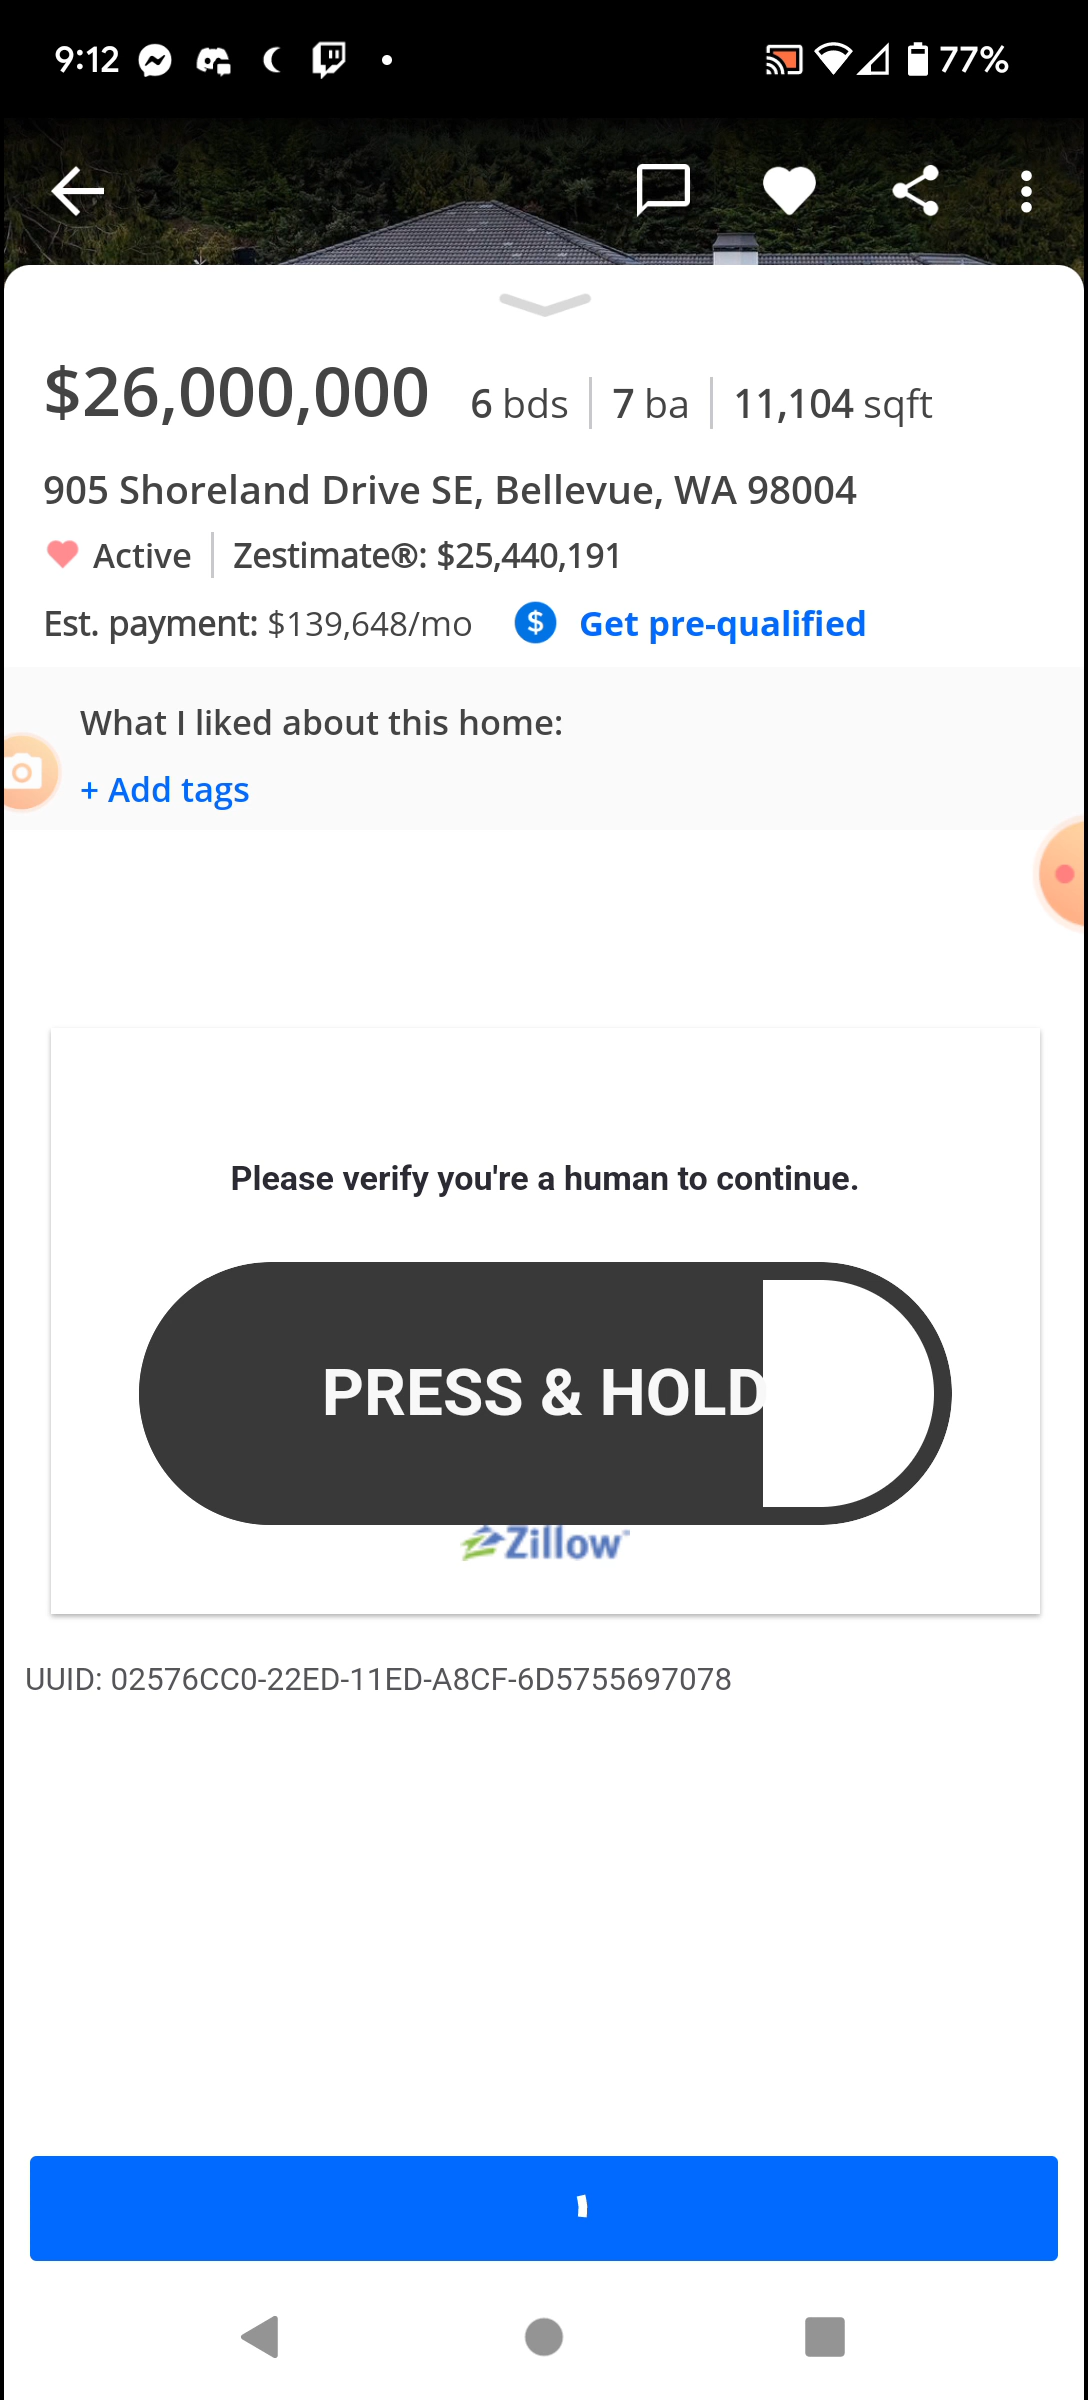 9:12
77%
$26,000,000 6 bds 7 ba 11,104 sqft
905 Shoreland Drive SE, Bellevue, WA 98004
Active Zestimate®: $25,440,191
Est. payment: $139,648/mo $ Get pre-qualified
What I liked about this home:
+ Add tags
Please verify you're a human to continue.
PRESS & HOLD
Zillow
UUID: 02576CC0-22ED-11ED-A8CF-6D5755697078